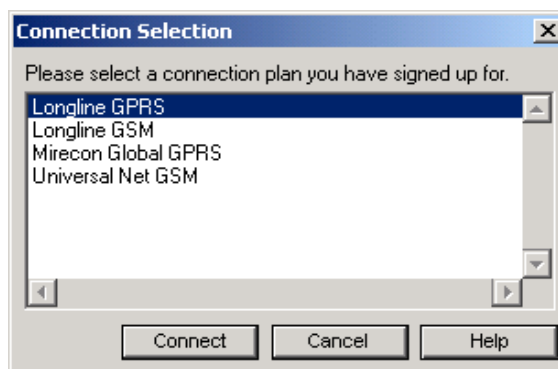 Connection Selection
Please select a connection plan you have signed up for.
Longline GPRS
Longline GSM
Mirecon Global GPRS
Universal Net GSM
Connect Cancel Help